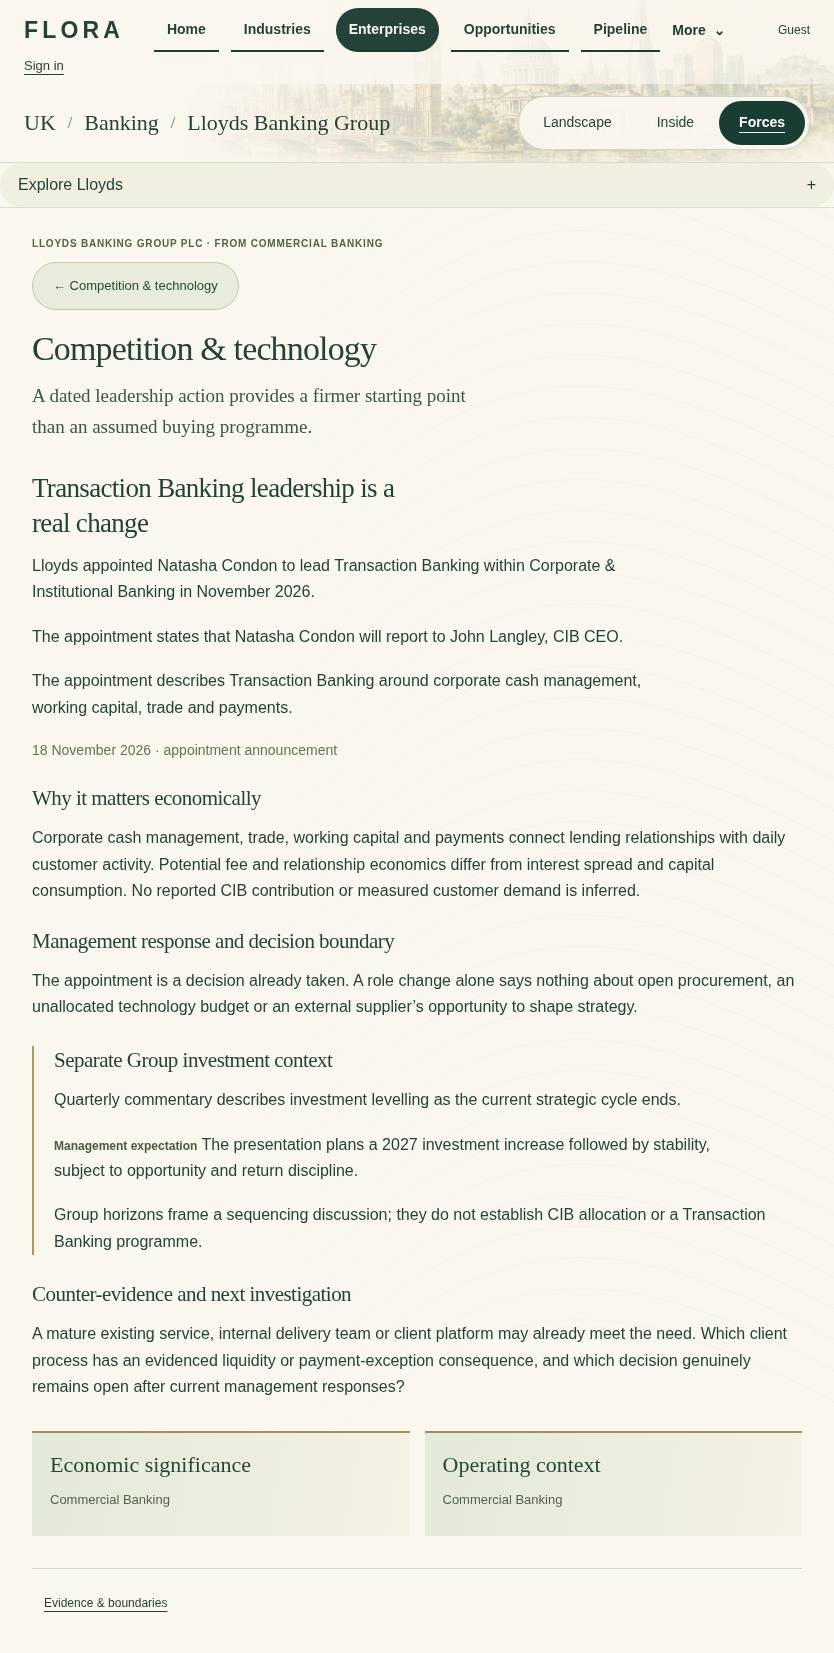 FLORA
Home
Industries
Enterprises
Opportunities
Pipeline
More ⌄
Guest
Sign in
UK / Banking / Lloyds Banking Group
Landscape
Inside
Forces
Explore Lloyds
+
LLOYDS BANKING GROUP PLC · FROM COMMERCIAL BANKING
← Competition & technology
Competition & technology
A dated leadership action provides a firmer starting point
than an assumed buying programme.
Transaction Banking leadership is a
real change
Lloyds appointed Natasha Condon to lead Transaction Banking within Corporate &
Institutional Banking in November 2026.
The appointment states that Natasha Condon will report to John Langley, CIB CEO.
The appointment describes Transaction Banking around corporate cash management,
working capital, trade and payments.
18 November 2026 · appointment announcement
Why it matters economically
Corporate cash management, trade, working capital and payments connect lending relationships with daily
customer activity. Potential fee and relationship economics differ from interest spread and capital
consumption. No reported CIB contribution or measured customer demand is inferred.
Management response and decision boundary
The appointment is a decision already taken. A role change alone says nothing about open procurement, an
unallocated technology budget or an external supplier’s opportunity to shape strategy.
Separate Group investment context
Quarterly commentary describes investment levelling as the current strategic cycle ends.
Management expectation The presentation plans a 2027 investment increase followed by stability,
subject to opportunity and return discipline.
Group horizons frame a sequencing discussion; they do not establish CIB allocation or a Transaction
Banking programme.
Counter-evidence and next investigation
A mature existing service, internal delivery team or client platform may already meet the need. Which client
process has an evidenced liquidity or payment-exception consequence, and which decision genuinely
remains open after current management responses?
Economic significance
Commercial Banking
Operating context
Commercial Banking
Evidence & boundaries